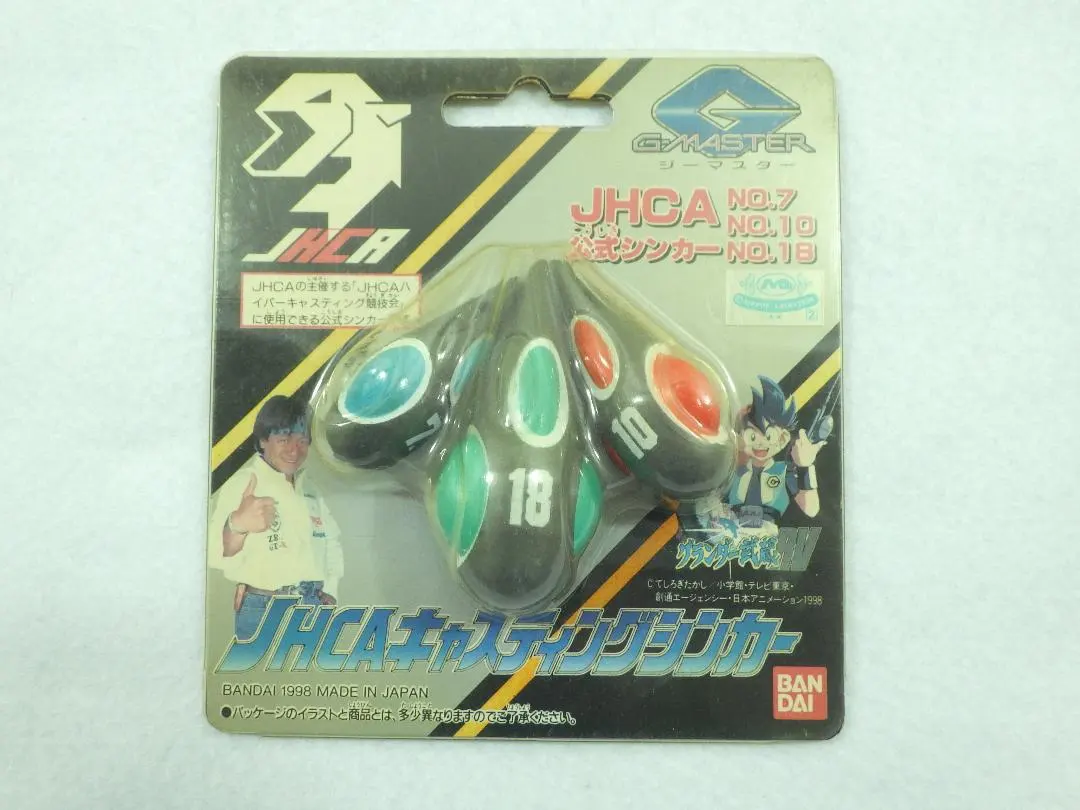 JHCA
G-MASTER
ジーマスター
JHCA NO.7
NO.10
公式シンカー NO.18
JHCAの主催する「JHCAハ
イパーキャスティング競技会
に使用できる公式シンカー
7
18
10
グランダー武蔵RV
©てしろぎたかし/小学館・テレビ東京・
創通エージェンシー・日本アニメーション1998
JHCAキャスティングシンカー
BANDAI 1998 MADE IN JAPAN
●パッケージのイラストと商品とは、多少異なりますのでご了承ください。
BAN
DAI